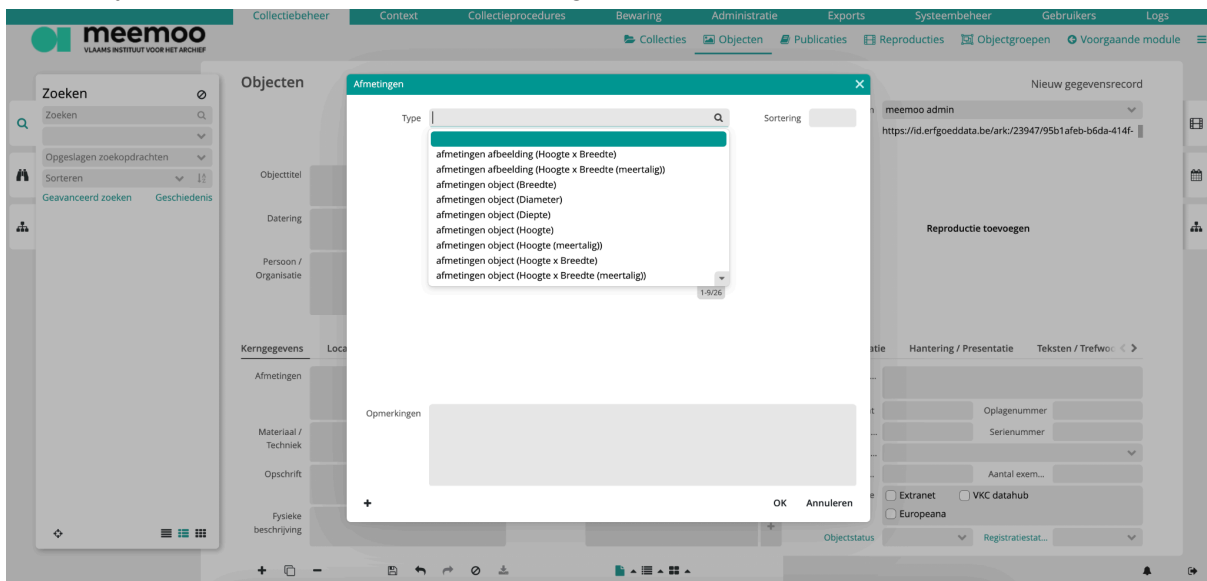 Collectiebeheer Context Collectieprocedures Bewaring Administratie Exports Systeembeheer Gebruikers Logs
meemoo
VLAAMS INSTITUUT VOOR HET ARCHIEF
Collecties Objecten Publicaties Reproducties Objectgroepen Voorgaande module
Zoeken
Zoeken
Opgeslagen zoekopdrachten
Sorteren
Geavanceerd zoeken Geschiedenis
Objecten
Nieuw gegevensrecord
meemoo admin
https://id.erfgoeddata.be/ark:/23947/95b1afeb-b6da-414f-
Objecttitel
Datering
Persoon /
Organisatie
Reproductie toevoegen
Afmetingen
Type
Sortering
afmetingen afbeelding (Hoogte x Breedte)
afmetingen afbeelding (Hoogte x Breedte (meertalig))
afmetingen object (Breedte)
afmetingen object (Diameter)
afmetingen object (Diepte)
afmetingen object (Hoogte)
afmetingen object (Hoogte (meertalig))
afmetingen object (Hoogte x Breedte)
afmetingen object (Hoogte x Breedte (meertalig))
1-9/26
Opmerkingen
OK Annuleren
Kerngegevens Loca
atie Hantering / Presentatie Teksten / Trefwoo
Afmetingen
Materiaal /
Techniek
Opschrift
Fysieke
beschrijving
Oplagenummer
Serienummer
Aantal exem...
Extranet VKC datahub
Europeana
Objectstatus Registratiestat...